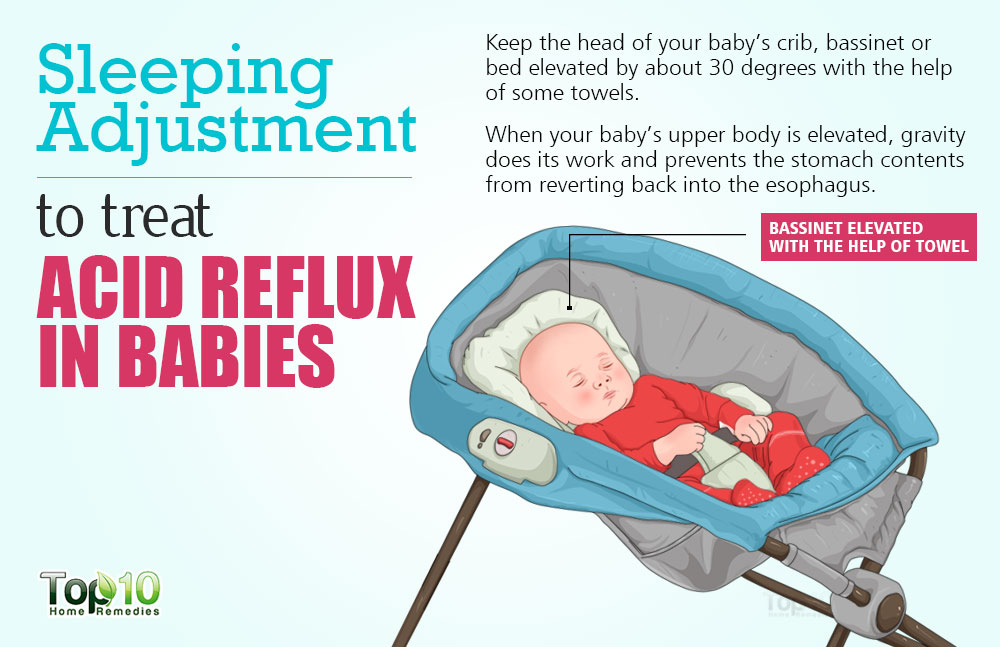 Sleeping
Adjustment
to treat
ACID REFLUX
IN BABIES
Keep the head of your baby’s crib, bassinet or
bed elevated by about 30 degrees with the help
of some towels.
When your baby’s upper body is elevated, gravity
does its work and prevents the stomach contents
from reverting back into the esophagus.
BASSINET ELEVATED
WITH THE HELP OF TOWEL
Top10
Home Remedies